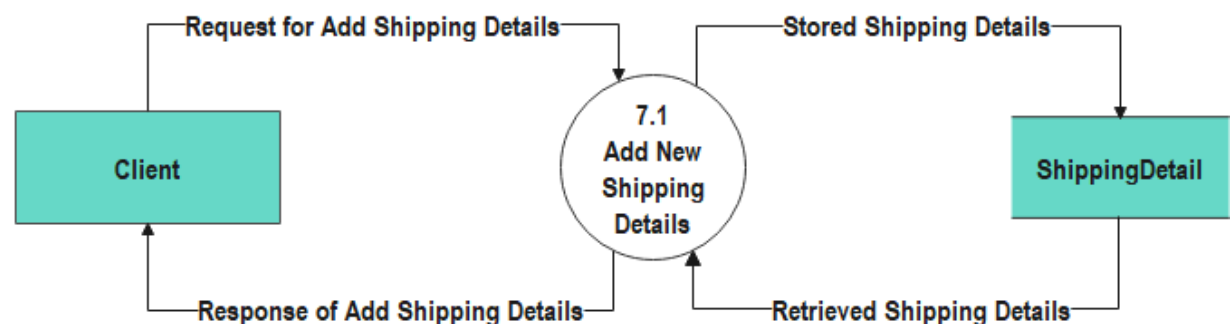 Request for Add Shipping Details
Stored Shipping Details
7.1
Add New
Shipping
Details
Client
ShippingDetail
Response of Add Shipping Details
Retrieved Shipping Details